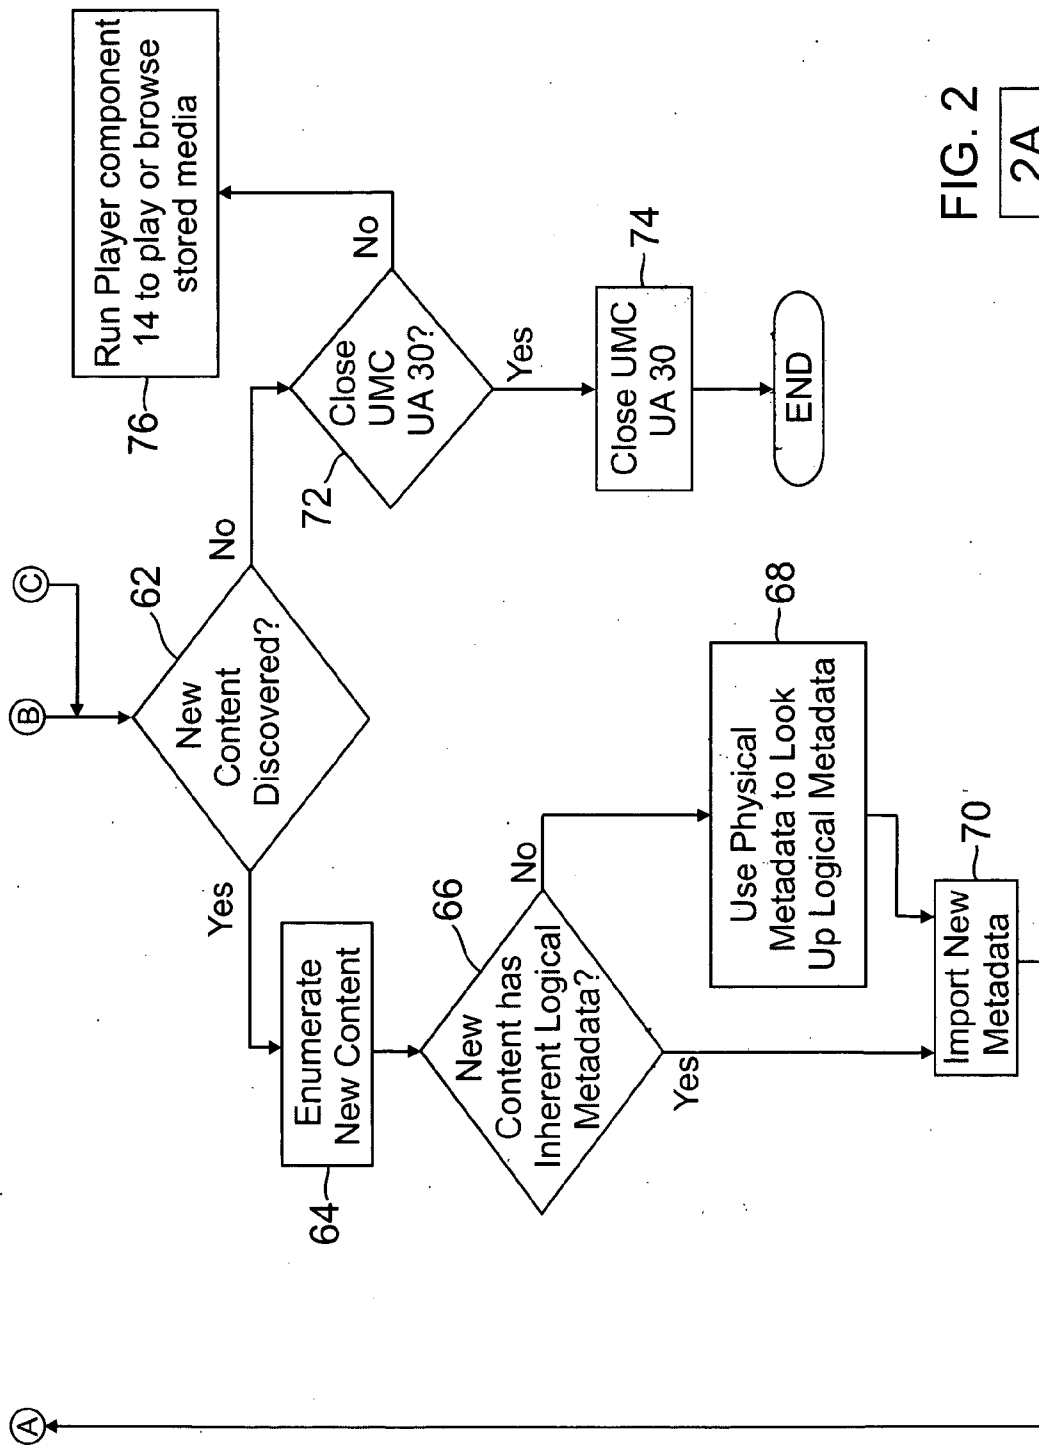 A
B
C
62
New
Content
Discovered?
Yes
No
Enumerate
New Content
64
66
New
Content has
Inherent Logical
Metadata?
Yes
No
Use Physical
Metadata to Look
Up Logical Metadata
68
Import New
Metadata
70
72
Close
UMC
UA 30?
No
Yes
Run Player component
14 to play or browse
stored media
76
Close UMC
UA 30
74
END
FIG. 2
2A